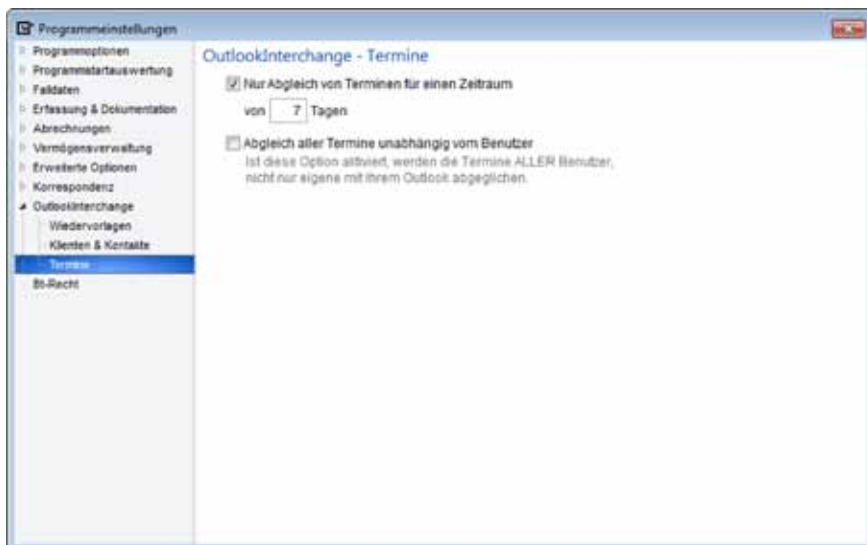 Programmeinstellungen
Programmoptionen
Programmstartauswertung
Falldaten
Erfassung & Dokumentation
Abrechnungen
Vermögensverwaltung
Erweiterte Optionen
Korrespondenz
OutlookInterchange
Wiedervorlagen
Klienten & Kontakte
Termine
Bt-Recht
OutlookInterchange - Termine
Nur Abgleich von Terminen für einen Zeitraum
von 7 Tagen
Abgleich aller Termine unabhängig vom Benutzer
Ist diese Option aktiviert, werden die Termine ALLER Benutzer,
nicht nur eigene mit Ihrem Outlook abgeglichen.